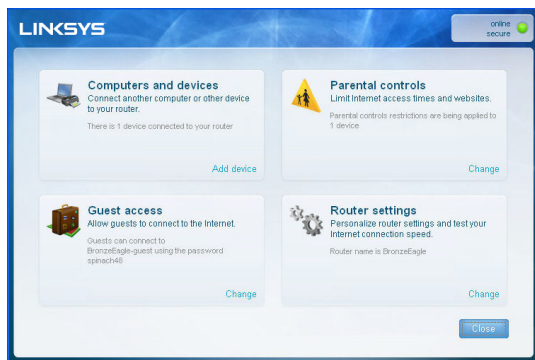 LINKSYS
online
secure
Computers and devices
Connect another computer or other device
to your router.
There is 1 device connected to your router
Add device
Parental controls
Limit Internet access times and websites.
Parental controls restrictions are being applied to
1 device
Change
Guest access
Allow guests to connect to the Internet.
Guests can connect to
BronzeEagle-guest using the password
spinach48
Change
Router settings
Personalize router settings and test your
Internet connection speed.
Router name is BronzeEagle
Change
Close